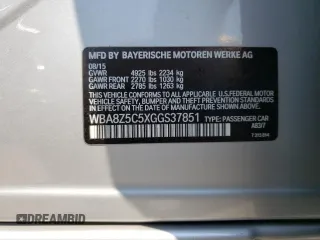 MFD BY BAYERISCHE MOTOREN WERKE AG
08/15
GVWR 4925 lbs 2234 kg
GAWR FRONT 2270 lbs 1030 kg
GAWR REAR 2785 lbs 1263 kg
THIS VEHICLE CONFORMS TO ALL APPLICABLE
U.S. FEDERAL MOTOR VEHICLE SAFETY, BUMPER,
AND THEFT PREVENTION STANDARDS
IN EFFECT ON THE DATE OF MANUFACTURE SHOWN ABOVE.
WBA8Z5C5XGGS37851 TYPE: PASSENGER CAR
DREAMBID